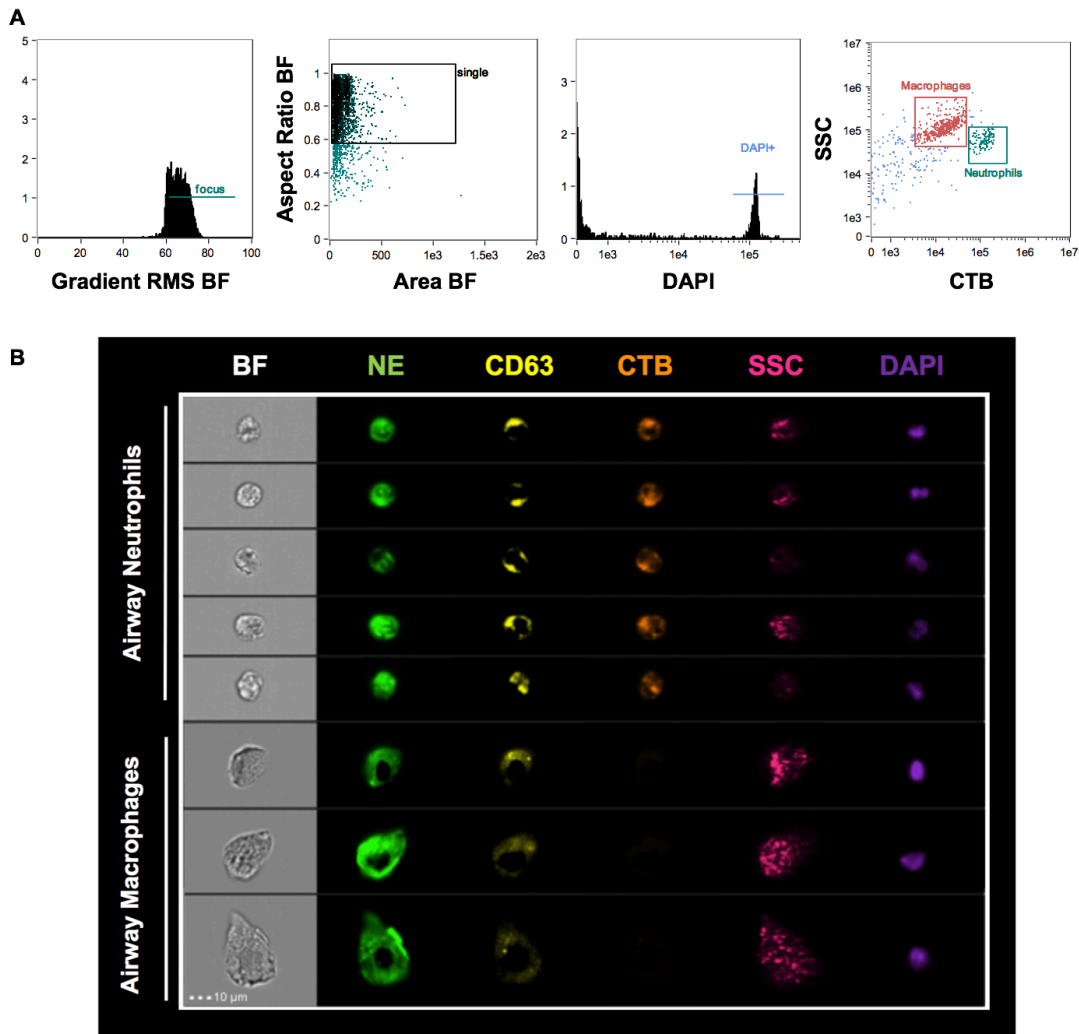 A
5
4
3
2
1
0
focus
0 20 40 60 80 100
Gradient RMS BF
Aspect Ratio BF
1
0.8
0.6
0.4
0.2
0
single
0 500 1e3 1.5e3 2e3
Area BF
3
2
1
0
DAPI+
0 1e3 1e4 1e5
DAPI
SSC
1e7
1e6
1e5
1e4
1e3
0
Macrophages
Neutrophils
0 1e3 1e4 1e5 1e6 1e7
CTB
B
BF NE CD63 CTB SSC DAPI
Airway Neutrophils
Airway Macrophages
10 µm